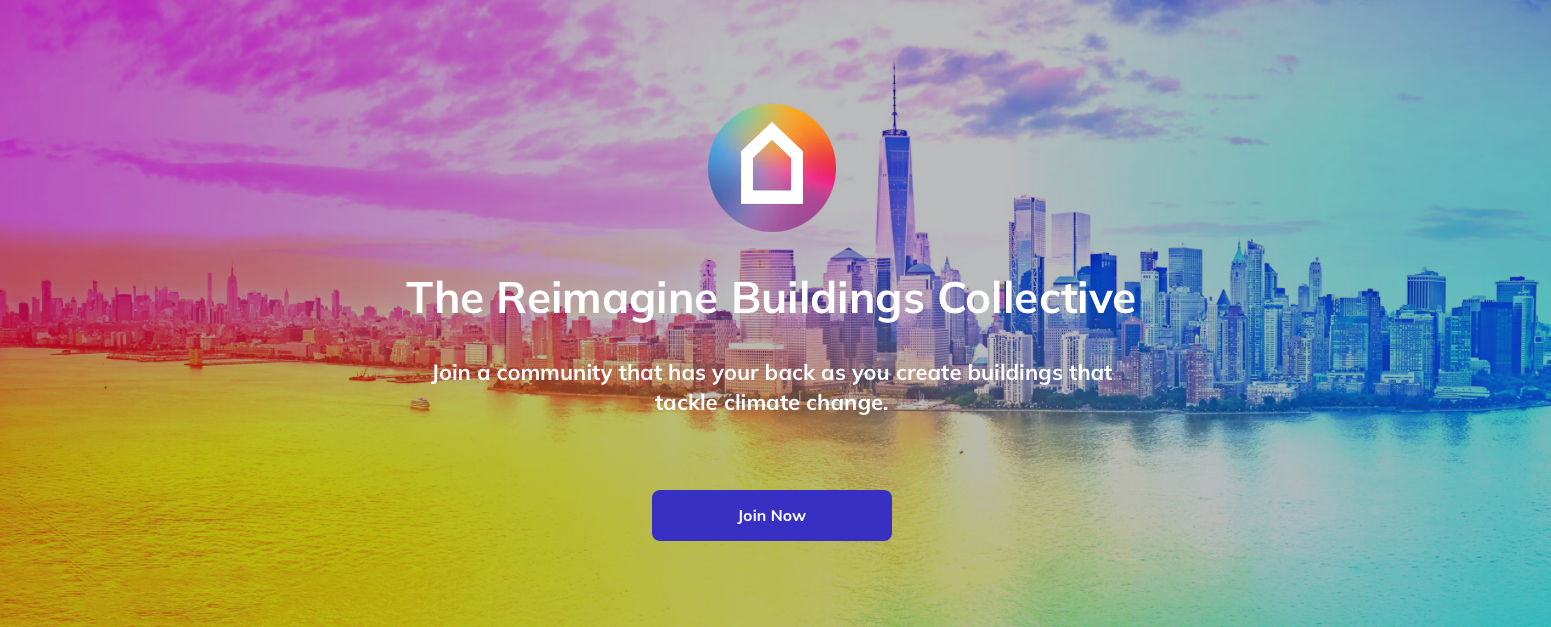 The Reimagine Buildings Collective
Join a community that has your back as you create buildings that
tackle climate change.
Join Now